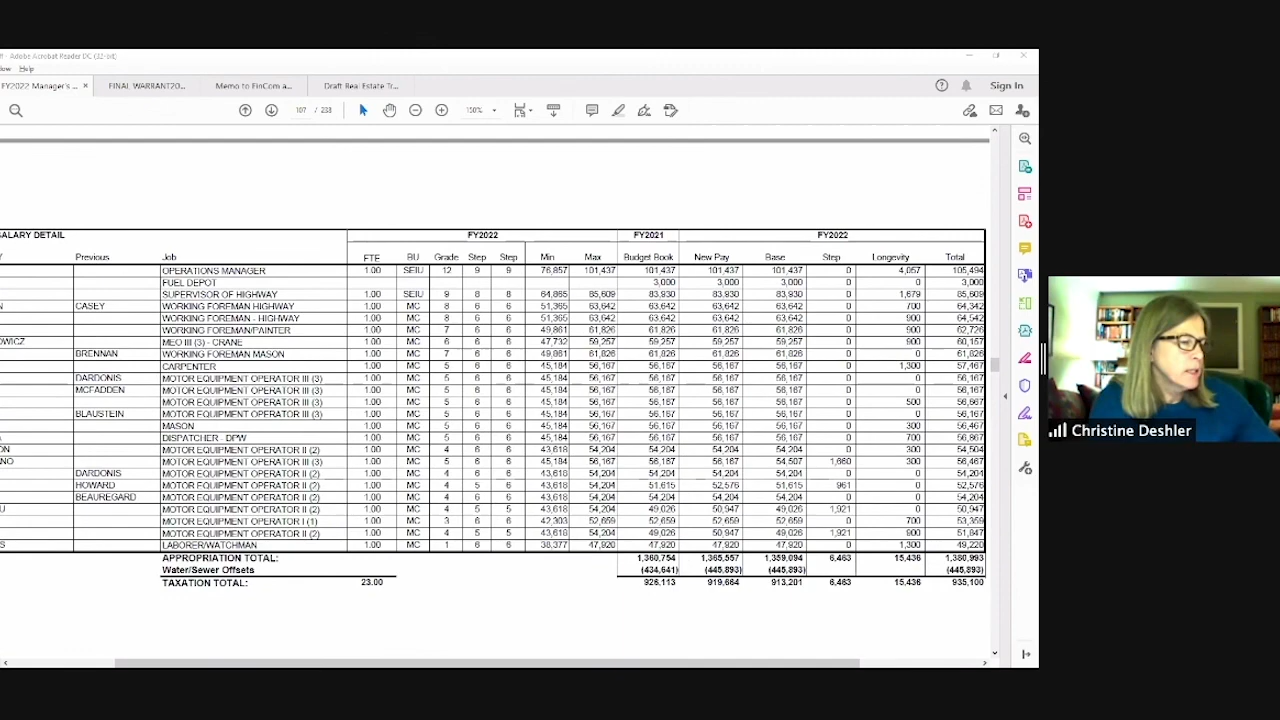 ff - Adobe Acrobat Reader DC (32-bit)
dow Help
FY2022 Manager's ... × FINAL WARRANT20... Memo to FinCom a... Draft Real Estate Tr... Sign In
107 / 233 150%
SALARY DETAIL FY2022 FY2021 FY2022
Y Previous Job FTE BU Grade Step Step Min Max Budget Book New Pay Base Step Longevity Total
OPERATIONS MANAGER 1.00 SEIU 12 9 9 76,857 101,437 101,437 101,437 101,437 0 4,057 105,494
FUEL DEPOT 3,000 3,000 3,000 0 0 3,000
SUPERVISOR OF HIGHWAY 1.00 SEIU 9 8 8 64,865 85,609 83,930 83,930 83,930 0 1,679 85,609
N CASEY WORKING FOREMAN HIGHWAY 1.00 MC 8 6 6 51,365 63,642 63,642 63,642 63,642 0 700 64,342
WORKING FOREMAN - HIGHWAY 1.00 MC 8 6 6 51,365 63,642 63,642 63,642 63,642 0 900 64,542
WORKING FOREMAN/PAINTER 1.00 MC 7 6 6 49,861 61,826 61,826 61,826 61,826 0 900 62,726
OWICZ MEO III (3) - CRANE 1.00 MC 6 6 6 47,732 59,257 59,257 59,257 59,257 0 900 60,157
BRENNAN WORKING FOREMAN MASON 1.00 MC 7 6 6 49,861 61,826 61,826 61,826 61,826 0 0 61,826
CARPENTER 1.00 MC 5 6 6 45,184 56,167 56,167 56,167 56,167 0 1,300 57,467
DARDONIS MOTOR EQUIPMENT OPERATOR III (3) 1.00 MC 5 6 6 45,184 56,167 56,167 56,167 56,167 0 0 56,167
MCFADDEN MOTOR EQUIPMENT OPERATOR III (3) 1.00 MC 5 6 6 45,184 56,167 56,167 56,167 56,167 0 0 56,167
MOTOR EQUIPMENT OPERATOR III (3) 1.00 MC 5 6 6 45,184 56,167 56,167 56,167 56,167 0 500 56,667
BLAUSTEIN MOTOR EQUIPMENT OPERATOR III (3) 1.00 MC 5 6 6 45,184 56,167 56,167 56,167 56,167 0 0 56,167
MASON 1.00 MC 5 6 6 45,184 56,167 56,167 56,167 56,167 0 300 56,467
A DISPATCHER - DPW 1.00 MC 5 6 6 45,184 56,167 56,167 56,167 56,167 0 700 56,867
ON MOTOR EQUIPMENT OPERATOR II (2) 1.00 MC 4 6 6 43,618 54,204 54,204 54,204 54,204 0 300 54,504
ANO MOTOR EQUIPMENT OPERATOR III (3) 1.00 MC 5 6 6 45,184 56,167 56,167 56,167 54,507 1,660 300 56,467
DARDONIS MOTOR EQUIPMENT OPERATOR II (2) 1.00 MC 4 6 6 43,618 54,204 54,204 54,204 54,204 0 0 54,204
HOWARD MOTOR EQUIPMENT OPERATOR II (2) 1.00 MC 4 5 6 43,618 54,204 51,615 52,576 51,615 961 0 52,576
BEAUREGARD MOTOR EQUIPMENT OPERATOR II (2) 1.00 MC 4 6 6 43,618 54,204 54,204 54,204 54,204 0 0 54,204
U MOTOR EQUIPMENT OPERATOR II (2) 1.00 MC 4 5 5 43,618 54,204 49,026 50,947 49,026 1,921 0 50,947
MOTOR EQUIPMENT OPERATOR I (1) 1.00 MC 3 6 6 42,303 52,659 52,659 52,659 52,659 0 700 53,359
MOTOR EQUIPMENT OPERATOR II (2) 1.00 MC 4 5 5 43,618 54,204 49,026 50,947 49,026 1,921 900 51,847
S LABORER/WATCHMAN 1.00 MC 1 6 6 38,377 47,920 47,920 47,920 47,920 0 1,300 49,220
APPROPRIATION TOTAL: 1,360,754 1,365,557 1,359,094 6,463 15,436 1,380,993
Water/Sewer Offsets (434,641) (445,893) (445,893) (445,893)
TAXATION TOTAL: 23.00 926,113 919,664 913,201 6,463 15,436 935,100
Christine Deshler